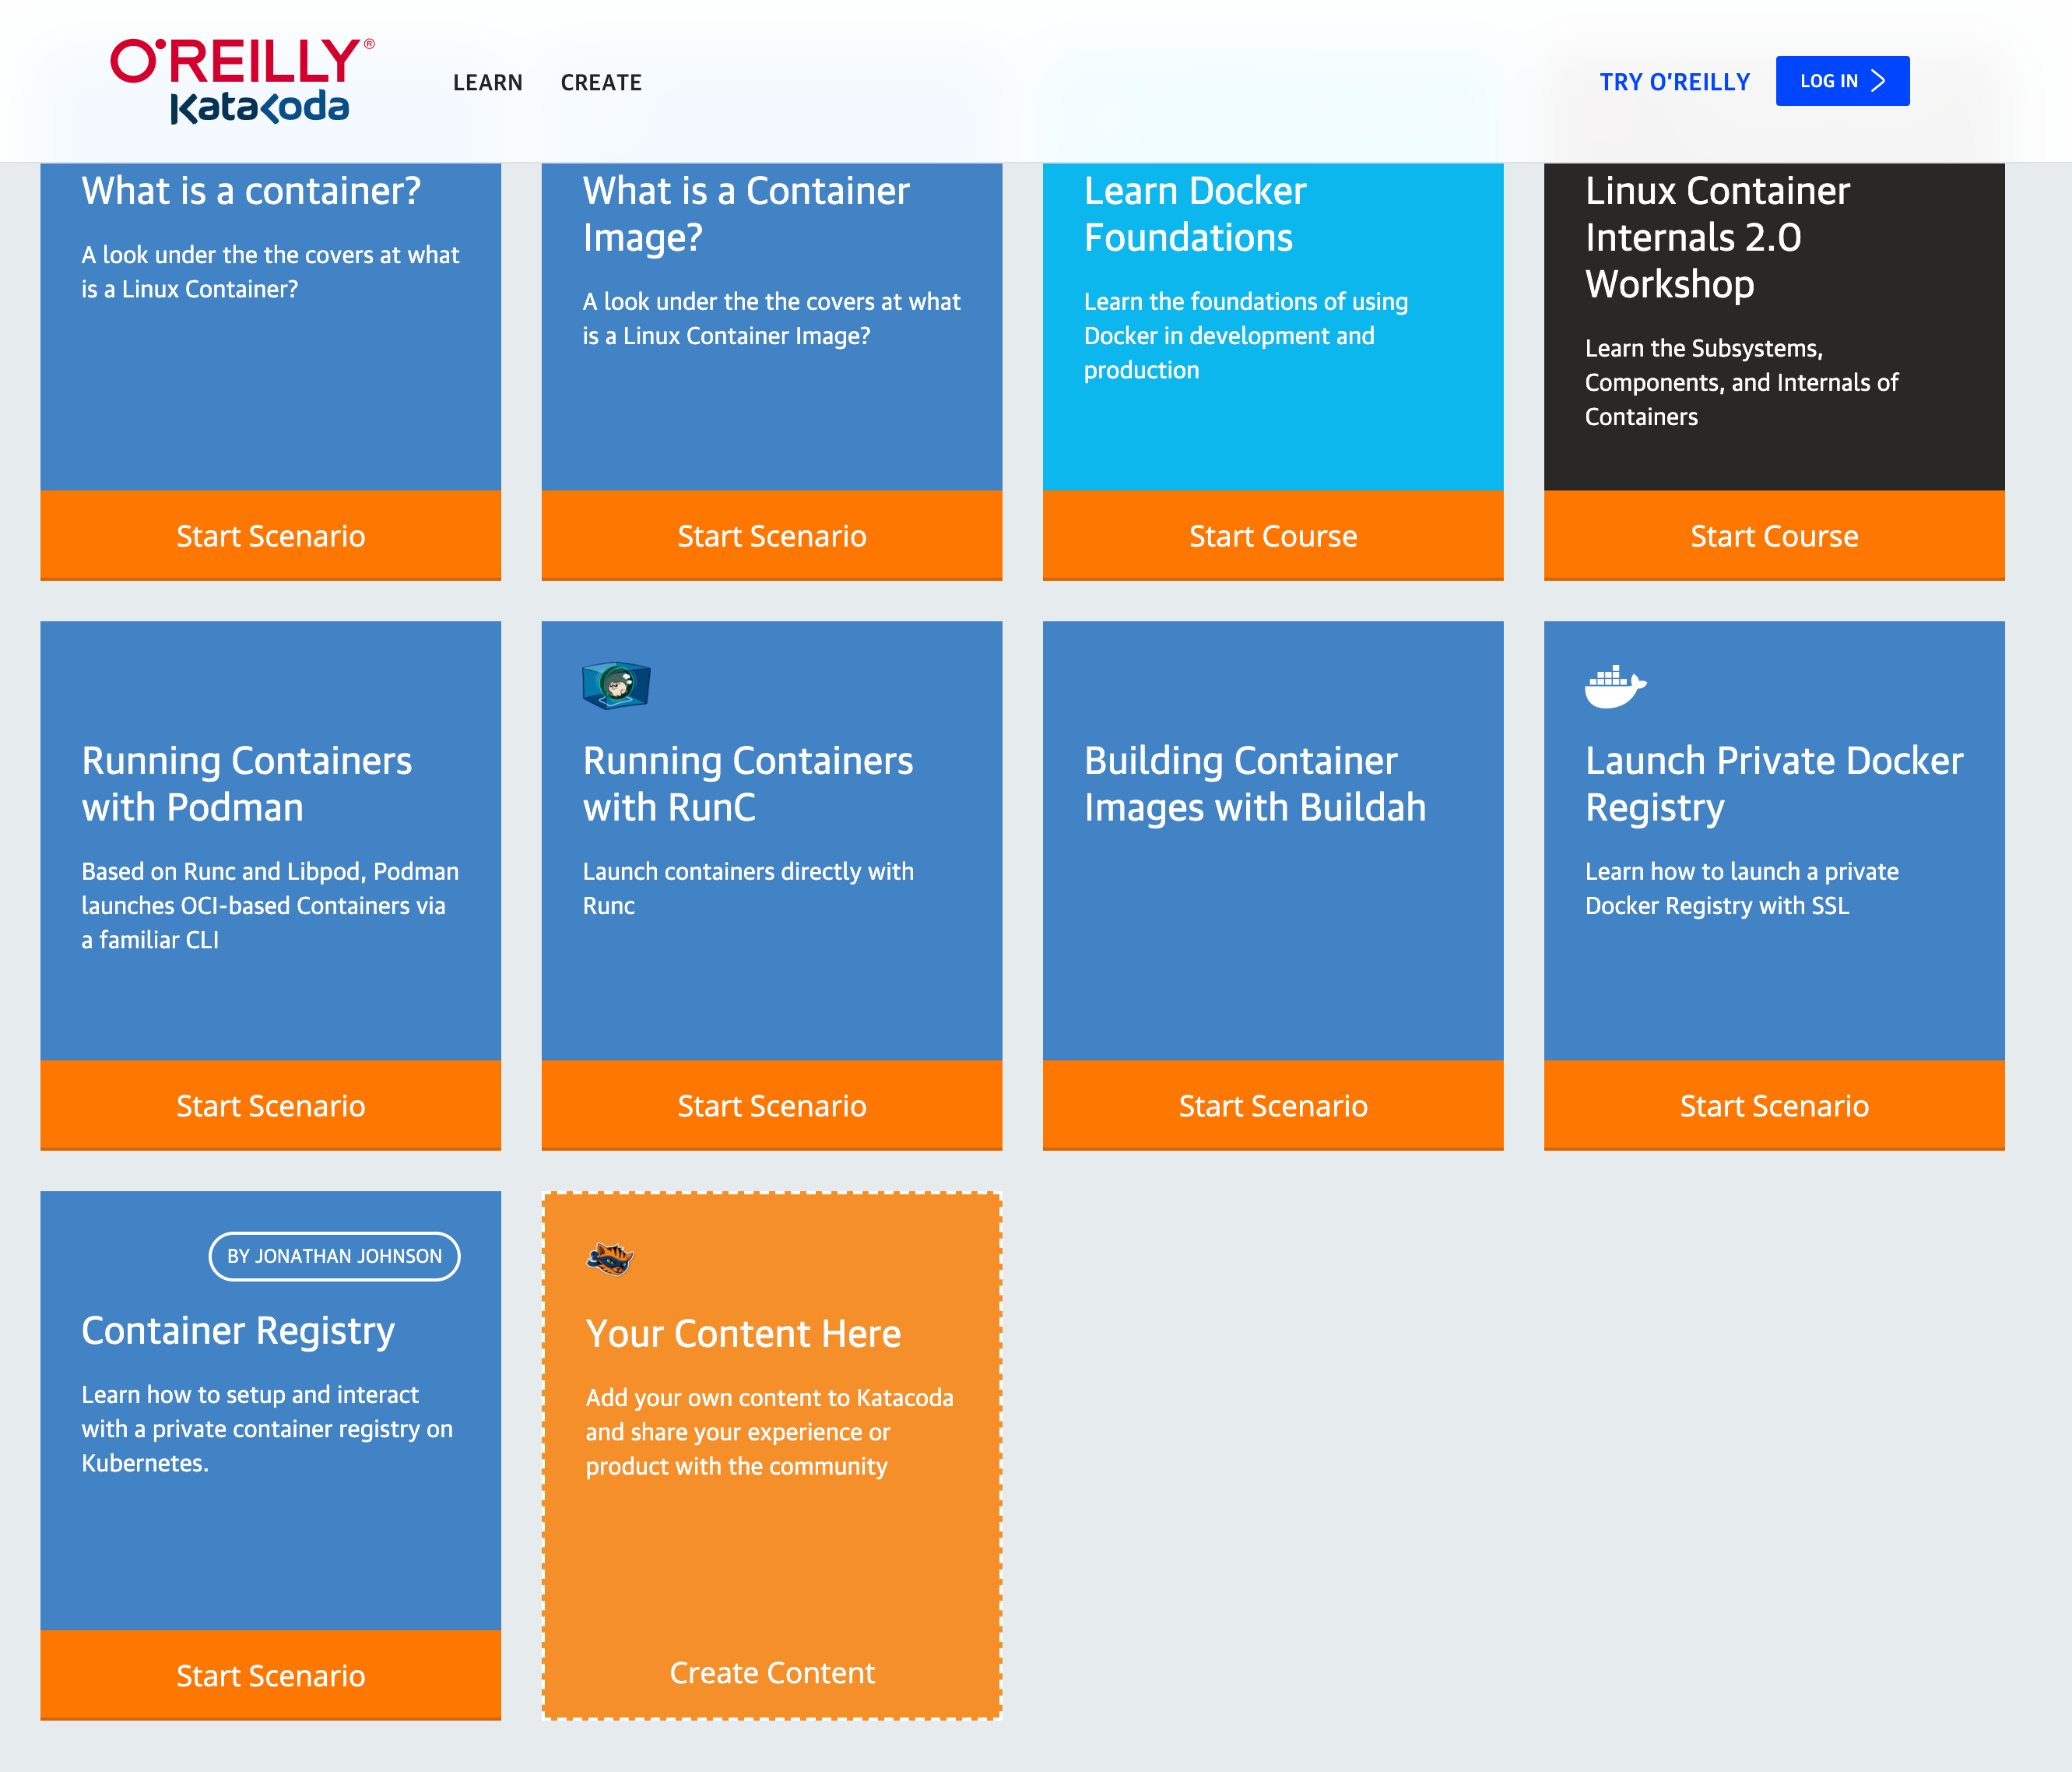 O'REILLY®
Katakoda
LEARN
CREATE
TRY O'REILLY
LOG IN
What is a container?
A look under the the covers at what
is a Linux Container?
Start Scenario
What is a Container
Image?
A look under the the covers at what
is a Linux Container Image?
Start Scenario
Learn Docker
Foundations
Learn the foundations of using
Docker in development and
production
Start Course
Linux Container
Internals 2.0
Workshop
Learn the Subsystems,
Components, and Internals of
Containers
Start Course
Running Containers
with Podman
Based on Runc and Libpod, Podman
launches OCI-based Containers via
a familiar CLI
Start Scenario
Running Containers
with RunC
Launch containers directly with
Runc
Start Scenario
Building Container
Images with Buildah
Start Scenario
Launch Private Docker
Registry
Learn how to launch a private
Docker Registry with SSL
Start Scenario
BY JONATHAN JOHNSON
Container Registry
Learn how to setup and interact
with a private container registry on
Kubernetes.
Start Scenario
Your Content Here
Add your own content to Katacoda
and share your experience or
product with the community
Create Content